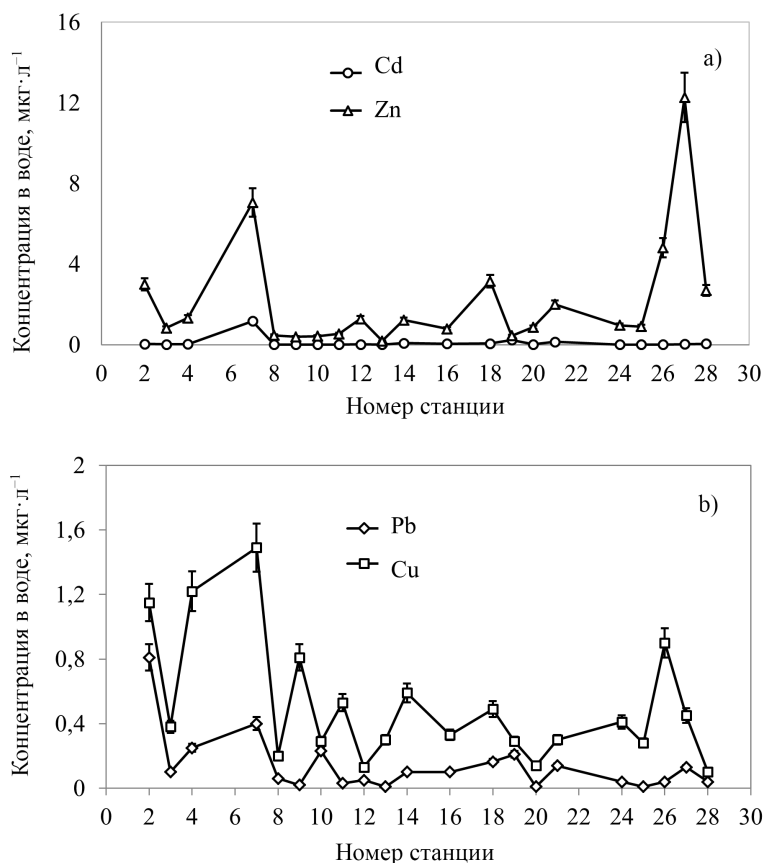 Концентрация в воде, мкг·л⁻¹
16
12
8
4
0
a)
Cd
Zn
0 2 4 6 8 10 12 14 16 18 20 22 24 26 28 30
Номер станции
Концентрация в воде, мкг·л⁻¹
2
1,6
1,2
0,8
0,4
0
b)
Pb
Cu
0 2 4 6 8 10 12 14 16 18 20 22 24 26 28 30
Номер станции